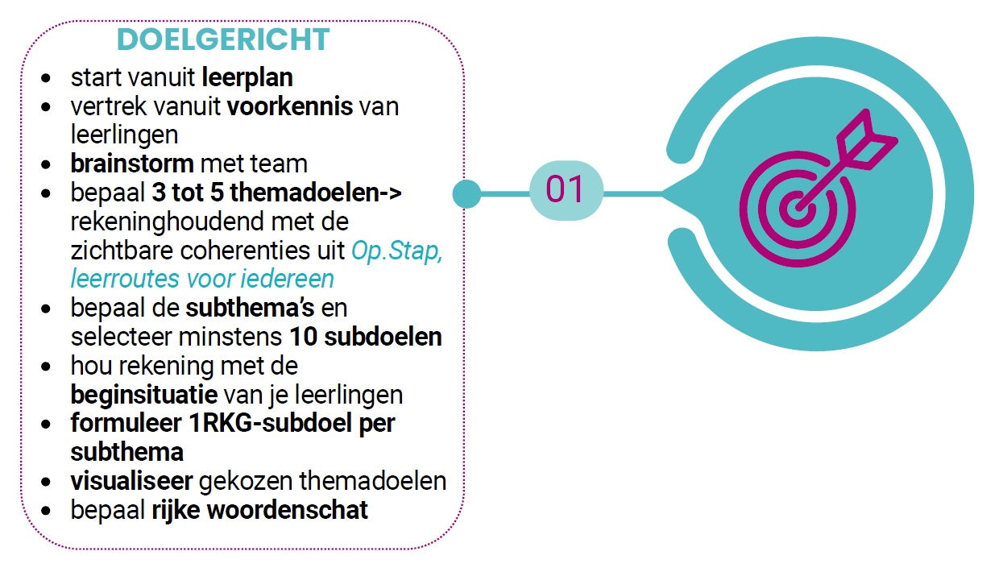 DOELGERICHT
• start vanuit leerplan
• vertrek vanuit voorkennis van
leerlingen
• brainstorm met team
• bepaal 3 tot 5 themadoelen->
rekeninghoudend met de
zichtbare coherenties uit Op.Stap,
leerroutes voor iedereen
• bepaal de subthema's en
selecteer minstens 10 subdoelen
• hou rekening met de
beginsituatie van je leerlingen
• formuleer 1RKG-subdoel per
subthema
• visualiseer gekozen themadoelen
• bepaal rijke woordenschat
01